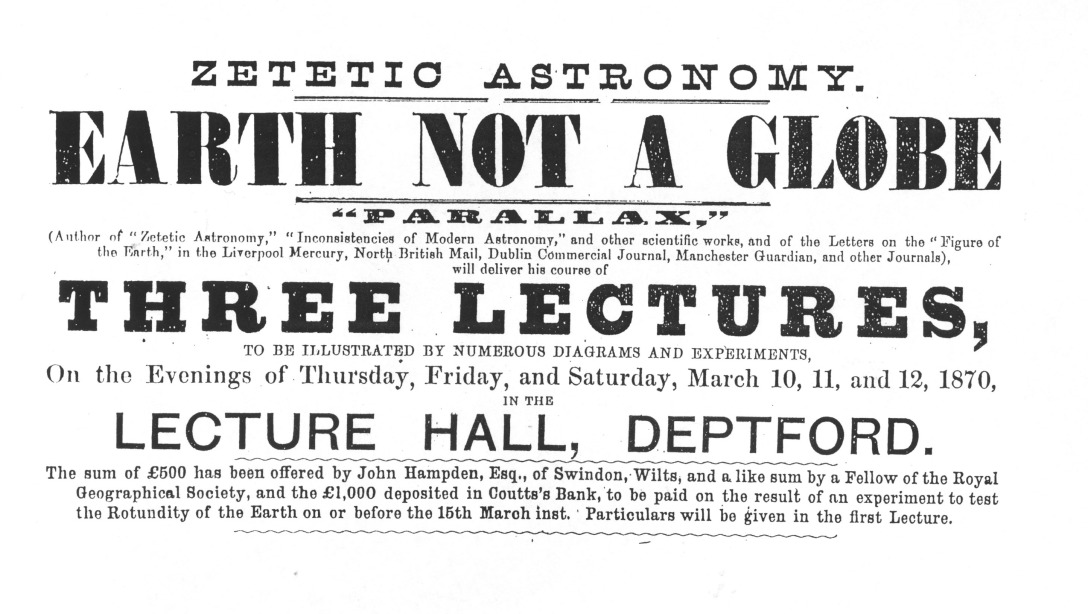 ZETETIC ASTRONOMY.
EARTH NOT A GLOBE
"PARALLAX,"
(Author of "Zetetic Astronomy," "Inconsistencies of Modern Astronomy," and other scientific works, and of the Letters on the "Figure of
the Earth," in the Liverpool Mercury, North British Mail, Dublin Commercial Journal, Manchester Guardian, and other Journals),
will deliver his course of
THREE LECTURES,
TO BE ILLUSTRATED BY NUMEROUS DIAGRAMS AND EXPERIMENTS,
On the Evenings of Thursday, Friday, and Saturday, March 10, 11, and 12, 1870,
IN THE
LECTURE HALL, DEPTFORD.
The sum of £500 has been offered by John Hampden, Esq., of Swindon, Wilts, and a like sum by a Fellow of the Royal
Geographical Society, and the £1,000 deposited in Coutts's Bank, to be paid on the result of an experiment to test
the Rotundity of the Earth on or before the 15th March inst. Particulars will be given in the first Lecture.